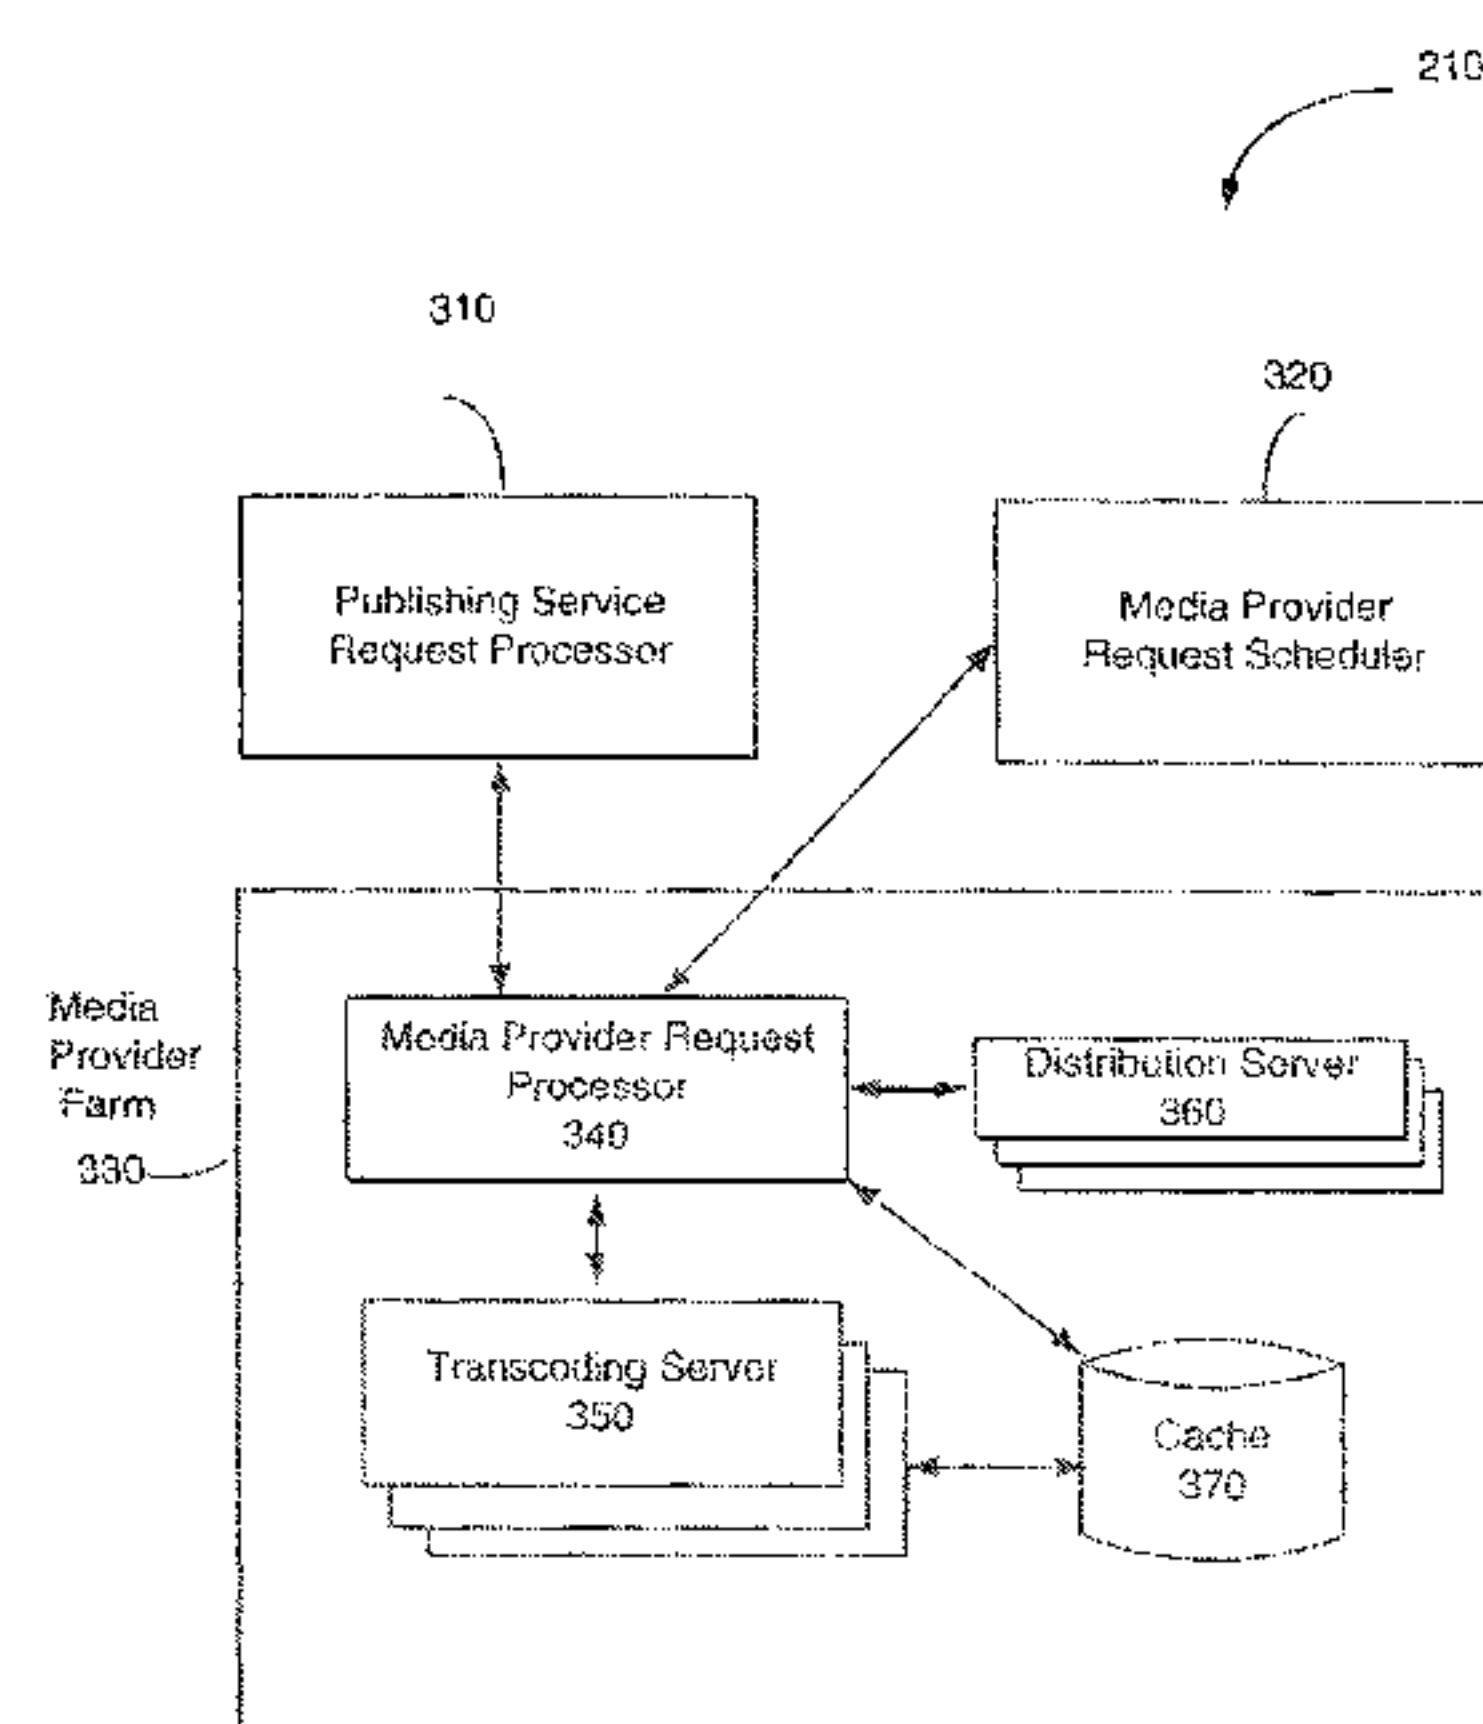 210
310
320
Publishing Service
Request Processor
Media Provider
Request Scheduler
Media
Provider
Farm
330
Media Provider Request
Processor
340
Distribution Server
360
Transcoding Server
350
Cache
370